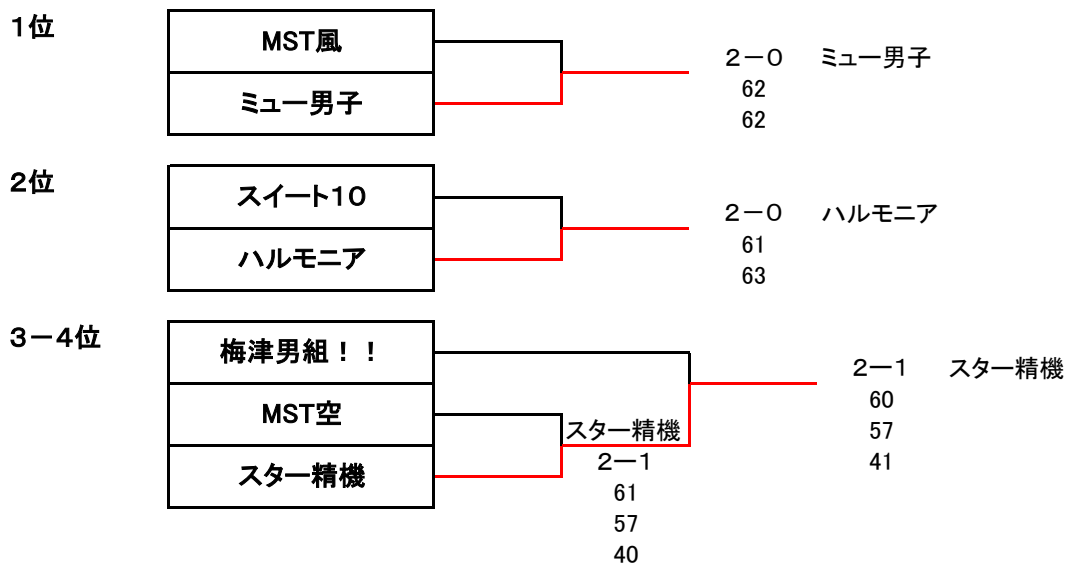 1位
MST風
ミュー男子
2－0 ミュー男子
62
62
2位
スイート10
ハルモニア
2－0 ハルモニア
61
63
3－4位
梅津男組！！
MST空
スター精機
スター精機
2ー1
61
57
40
2ー1 スター精機
60
57
41